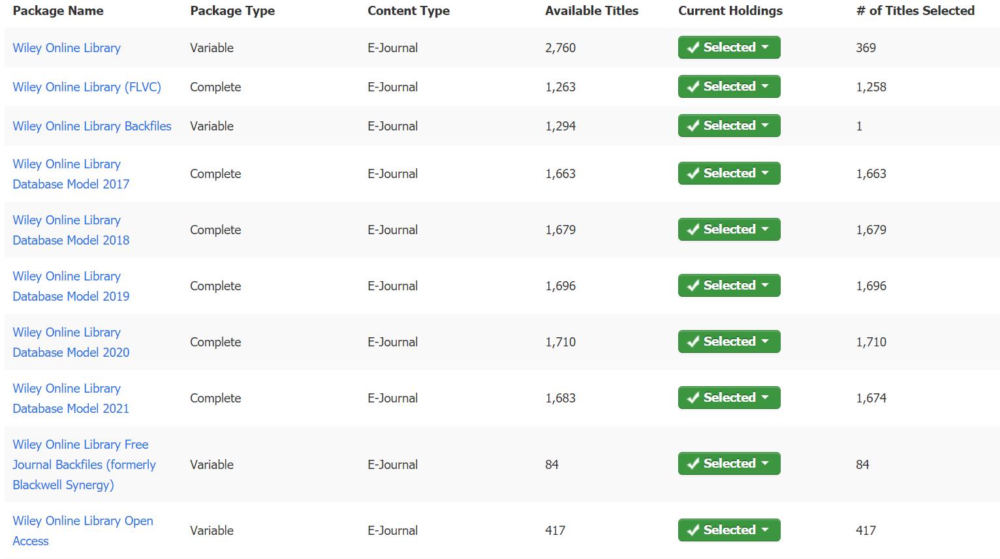 Package Name Package Type Content Type Available Titles Current Holdings # of Titles Selected
Wiley Online Library Variable E-Journal 2,760 Selected 369
Wiley Online Library (FLVC) Complete E-Journal 1,263 Selected 1,258
Wiley Online Library Backfiles Variable E-Journal 1,294 Selected 1
Wiley Online Library
Database Model 2017 Complete E-Journal 1,663 Selected 1,663
Wiley Online Library
Database Model 2018 Complete E-Journal 1,679 Selected 1,679
Wiley Online Library
Database Model 2019 Complete E-Journal 1,696 Selected 1,696
Wiley Online Library
Database Model 2020 Complete E-Journal 1,710 Selected 1,710
Wiley Online Library
Database Model 2021 Complete E-Journal 1,683 Selected 1,674
Wiley Online Library Free
Journal Backfiles (formerly Variable E-Journal 84 Selected 84
Blackwell Synergy)
Wiley Online Library Open
Access Variable E-Journal 417 Selected 417